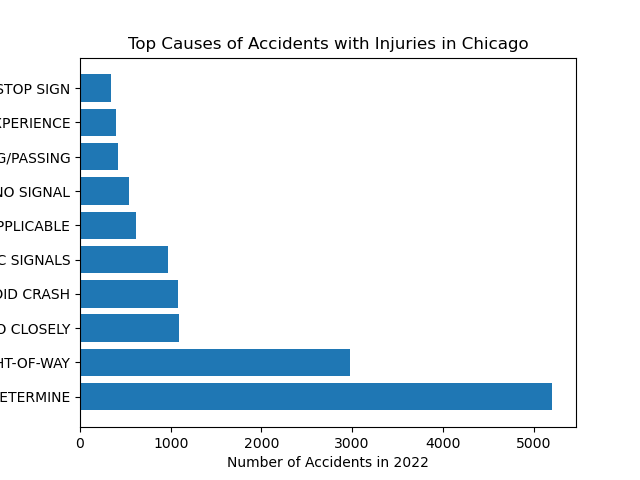 Top Causes of Accidents with Injuries in Chicago
STOP SIGN
XPERIENCE
G/PASSING
NO SIGNAL
PPLICABLE
C SIGNALS
OID CRASH
O CLOSELY
HT-OF-WAY
ETERMINE
0 1000 2000 3000 4000 5000
Number of Accidents in 2022